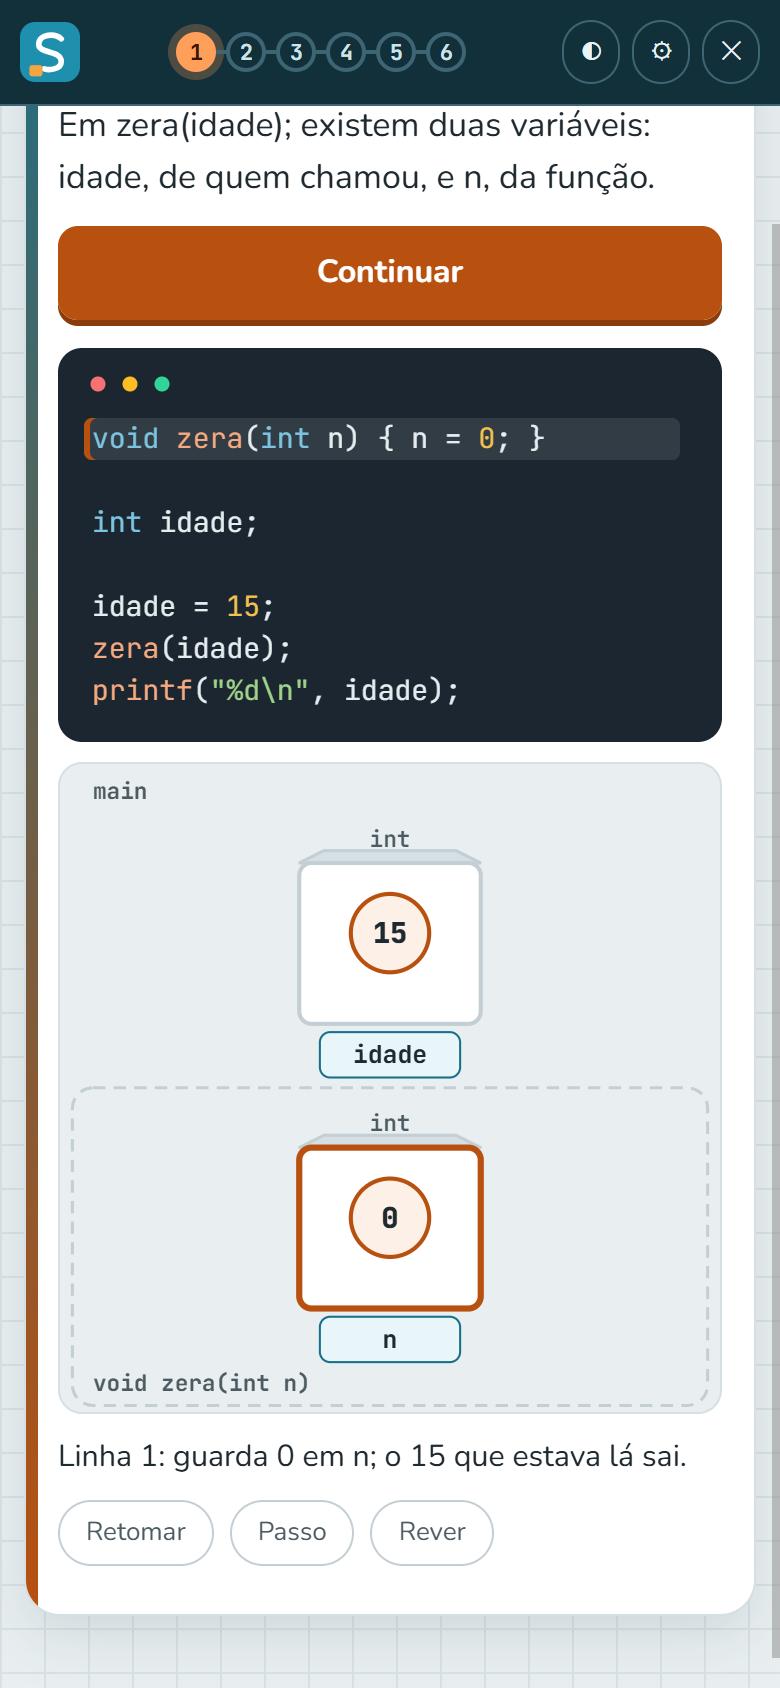 S
1 2 3 4 5 6
Em zera(idade); existem duas variáveis:
idade, de quem chamou, e n, da função.
Continuar
void zera(int n) { n = 0; }
int idade;
idade = 15;
zera(idade);
printf("%d\n", idade);
main
int
15
idade
int
0
n
void zera(int n)
Linha 1: guarda 0 em n; o 15 que estava lá sai.
Retomar Passo Rever